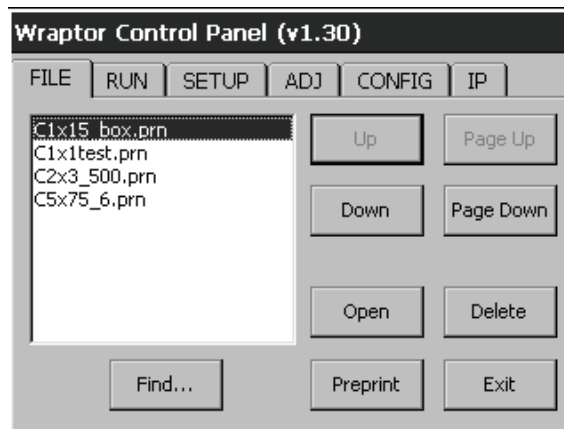 Wraptor Control Panel (v1.30)
FILE RUN SETUP ADJ CONFIG IP
C1x15_box.prn
C1x1test.prn
C2x3_500.prn
C5x75_6.prn
Up Page Up
Down Page Down
Open Delete
Find... Preprint Exit